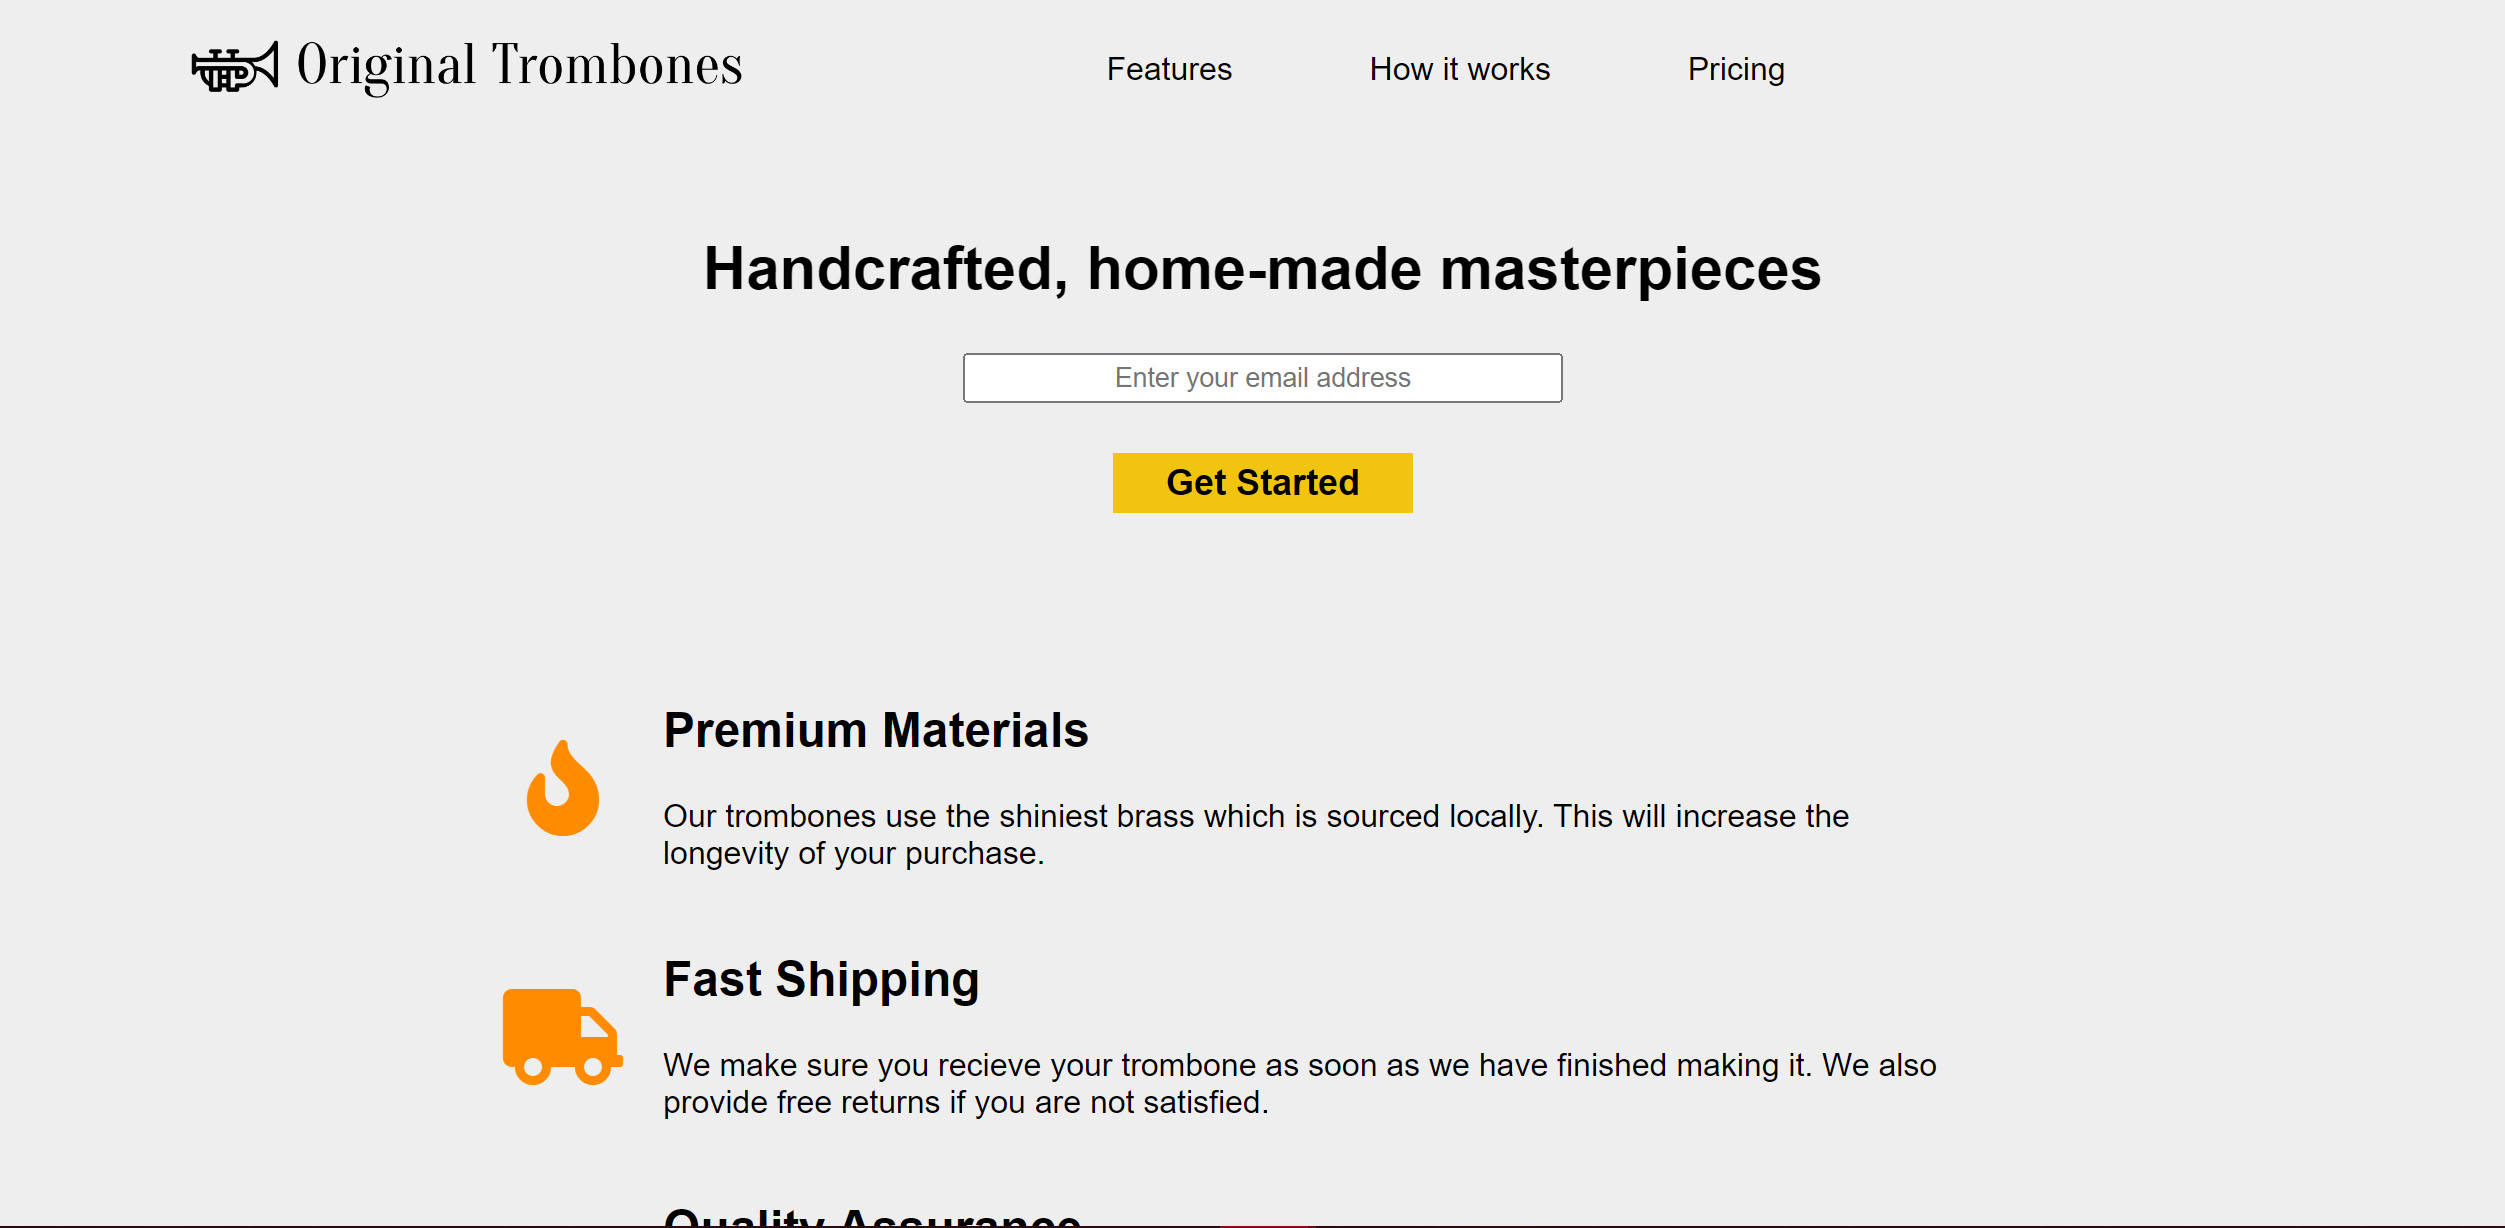 Original Trombones
Features
How it works
Pricing
Handcrafted, home-made masterpieces
Enter your email address
Get Started
Premium Materials
Our trombones use the shiniest brass which is sourced locally. This will increase the
longevity of your purchase.
Fast Shipping
We make sure you recieve your trombone as soon as we have finished making it. We also
provide free returns if you are not satisfied.
Quality Assurance